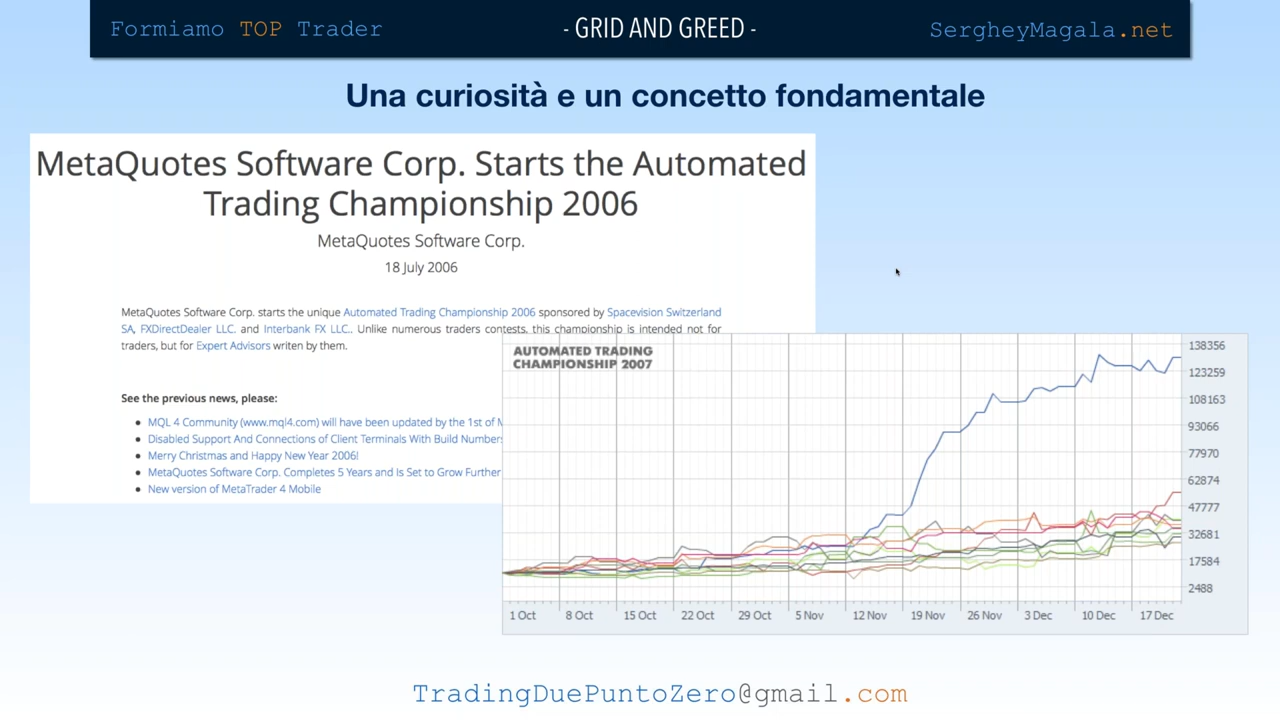 Formiamo TOP Trader
- GRID AND GREED -
SergheyMagala.net
Una curiosità e un concetto fondamentale
MetaQuotes Software Corp. Starts the Automated
Trading Championship 2006
MetaQuotes Software Corp.
18 July 2006
MetaQuotes Software Corp. starts the unique Automated Trading Championship 2006 sponsored by Spacevision Switzerland
SA, FXDirectDealer LLC. and Interbank FX LLC.. Unlike numerous traders contests, this championship is intended not for
traders, but for Expert Advisors writen by them.
See the previous news, please:
MQL 4 Community (www.mql4.com) will have been updated by the 1st of
Disabled Support And Connections of Client Terminals With Build Numbers
Merry Christmas and Happy New Year 2006!
MetaQuotes Software Corp. Completes 5 Years and Is Set to Grow Further
New version of MetaTrader 4 Mobile
AUTOMATED TRADING
CHAMPIONSHIP 2007
138356
123259
108163
93066
77970
62874
47777
32681
17584
2488
1 Oct 8 Oct 15 Oct 22 Oct 29 Oct 5 Nov 12 Nov 19 Nov 26 Nov 3 Dec 10 Dec 17 Dec
TradingDuePuntoZero@gmail.com